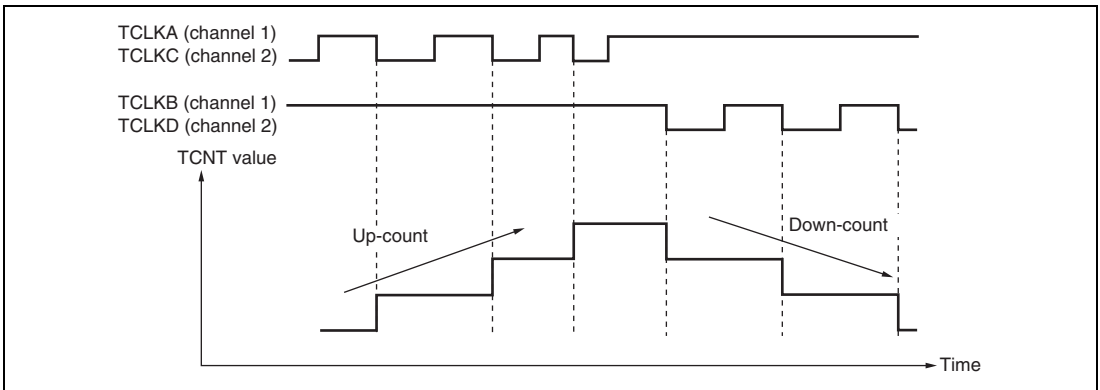 TCLKA (channel 1)
TCLKC (channel 2)
TCLKB (channel 1)
TCLKD (channel 2)
TCNT value
Up-count
Down-count
Time